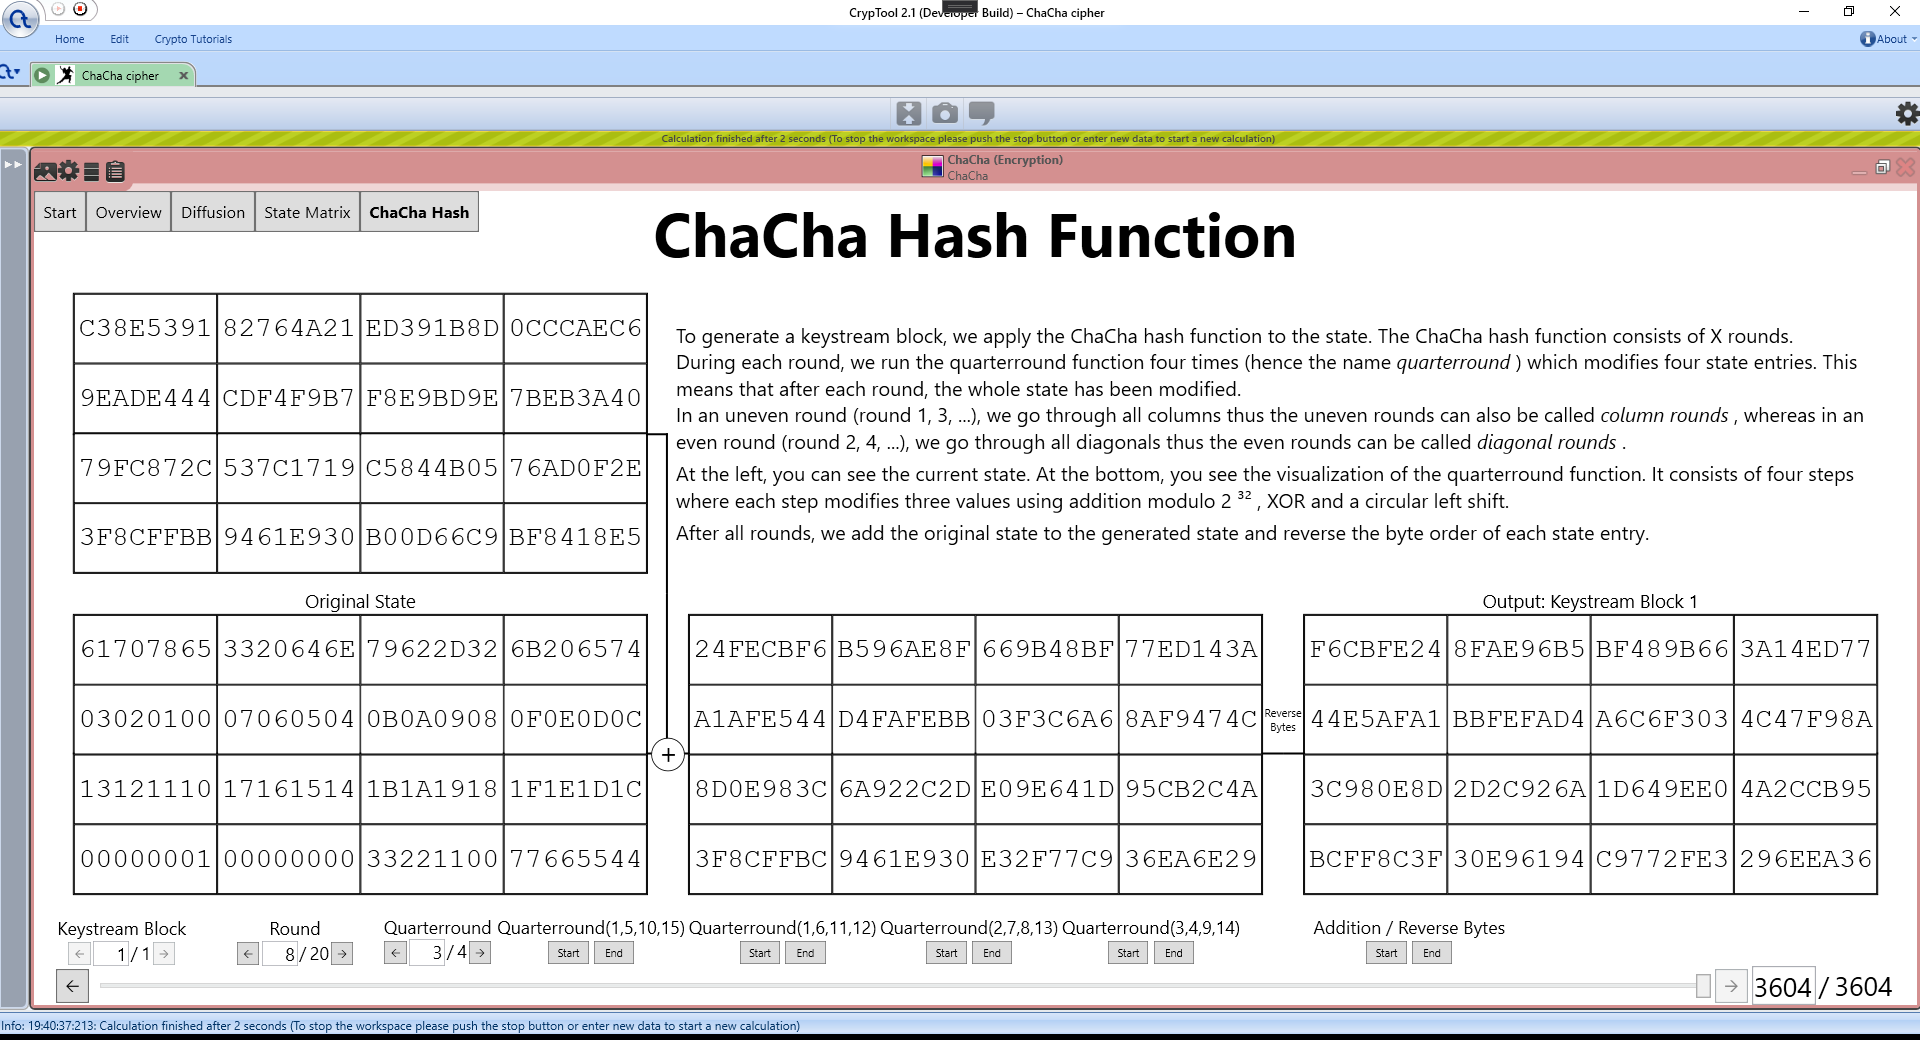 CrypTool 2.1 (Developer Build) – ChaCha cipher
Home Edit Crypto Tutorials
About
ChaCha cipher
Calculation finished after 2 seconds (To stop the workspace please push the stop button or enter new data to start a new calculation)
ChaCha (Encryption)
ChaCha
Start Overview Diffusion State Matrix ChaCha Hash
ChaCha Hash Function
C38E5391 82764A21 ED391B8D 0CCCAEC6
9EADE444 CDF4F9B7 F8E9BD9E 7BEB3A40
79FC872C 537C1719 C5844B05 76AD0F2E
3F8CFFBB 9461E930 B00D66C9 BF8418E5
To generate a keystream block, we apply the ChaCha hash function to the state. The ChaCha hash function consists of X rounds.
During each round, we run the quarterround function four times (hence the name quarterround ) which modifies four state entries. This
means that after each round, the whole state has been modified.
In an uneven round (round 1, 3, ...), we go through all columns thus the uneven rounds can also be called column rounds , whereas in an
even round (round 2, 4, ...), we go through all diagonals thus the even rounds can be called diagonal rounds .
At the left, you can see the current state. At the bottom, you see the visualization of the quarterround function. It consists of four steps
where each step modifies three values using addition modulo 2 ³² , XOR and a circular left shift.
After all rounds, we add the original state to the generated state and reverse the byte order of each state entry.
Original State
61707865 3320646E 79622D32 6B206574
03020100 07060504 0B0A0908 0F0E0D0C
13121110 17161514 1B1A1918 1F1E1D1C
00000001 00000000 33221100 77665544
+
24FECBF6 B596AE8F 669B48BF 77ED143A
A1AFE544 D4FAFEBB 03F3C6A6 8AF9474C
8D0E983C 6A922C2D E09E641D 95CB2C4A
3F8CFFBC 9461E930 E32F77C9 36EA6E29
Reverse
Bytes
Output: Keystream Block 1
F6CBFE24 8FAE96B5 BF489B66 3A14ED77
44E5AFA1 BBFEFAD4 A6C6F303 4C47F98A
3C980E8D 2D2C926A 1D649EE0 4A2CCB95
BCFF8C3F 30E96194 C9772FE3 296EEA36
Keystream Block Round Quarterround Quarterround(1,5,10,15) Quarterround(1,6,11,12) Quarterround(2,7,8,13) Quarterround(3,4,9,14) Addition / Reverse Bytes
← 1 / 1 → ← 8 / 20 → ← 3 / 4 → Start End Start End Start End Start End Start End
← → 3604 / 3604
Info: 19:40:37:213: Calculation finished after 2 seconds (To stop the workspace please push the stop button or enter new data to start a new calculation)